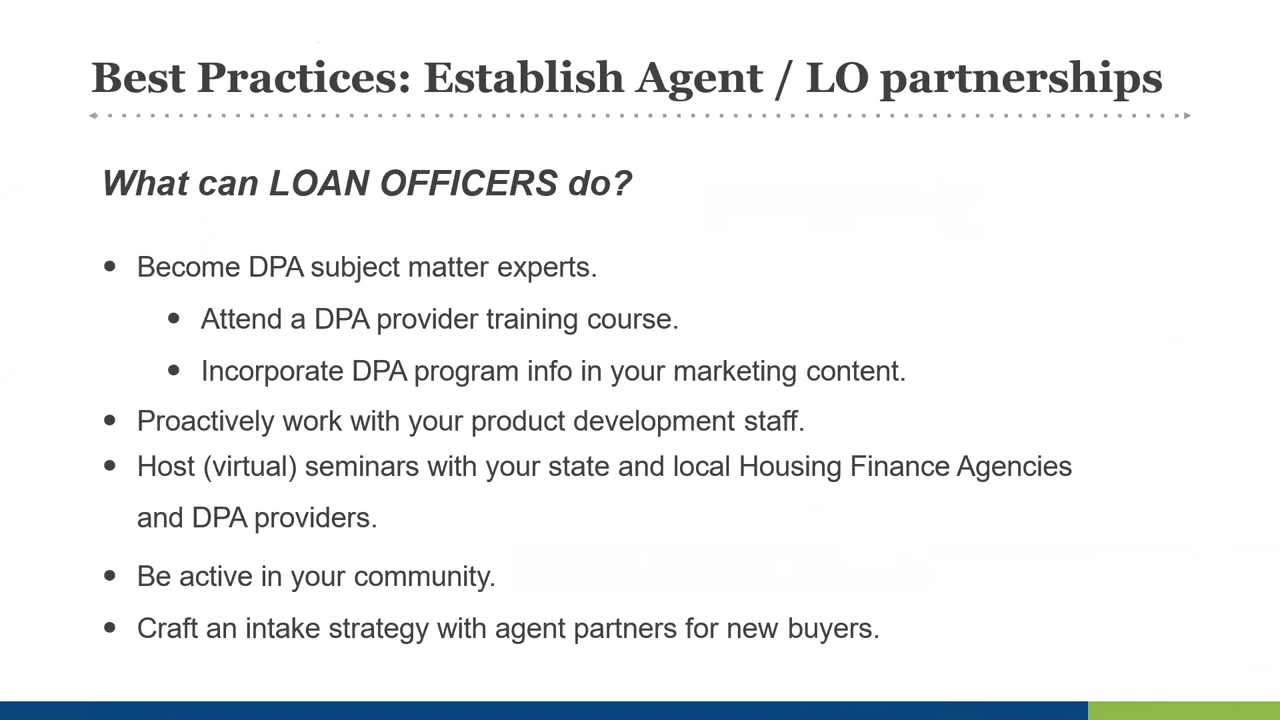 Best Practices: Establish Agent / LO partnerships
What can LOAN OFFICERS do?
• Become DPA subject matter experts.
• Attend a DPA provider training course.
• Incorporate DPA program info in your marketing content.
• Proactively work with your product development staff.
• Host (virtual) seminars with your state and local Housing Finance Agencies
and DPA providers.
• Be active in your community.
• Craft an intake strategy with agent partners for new buyers.